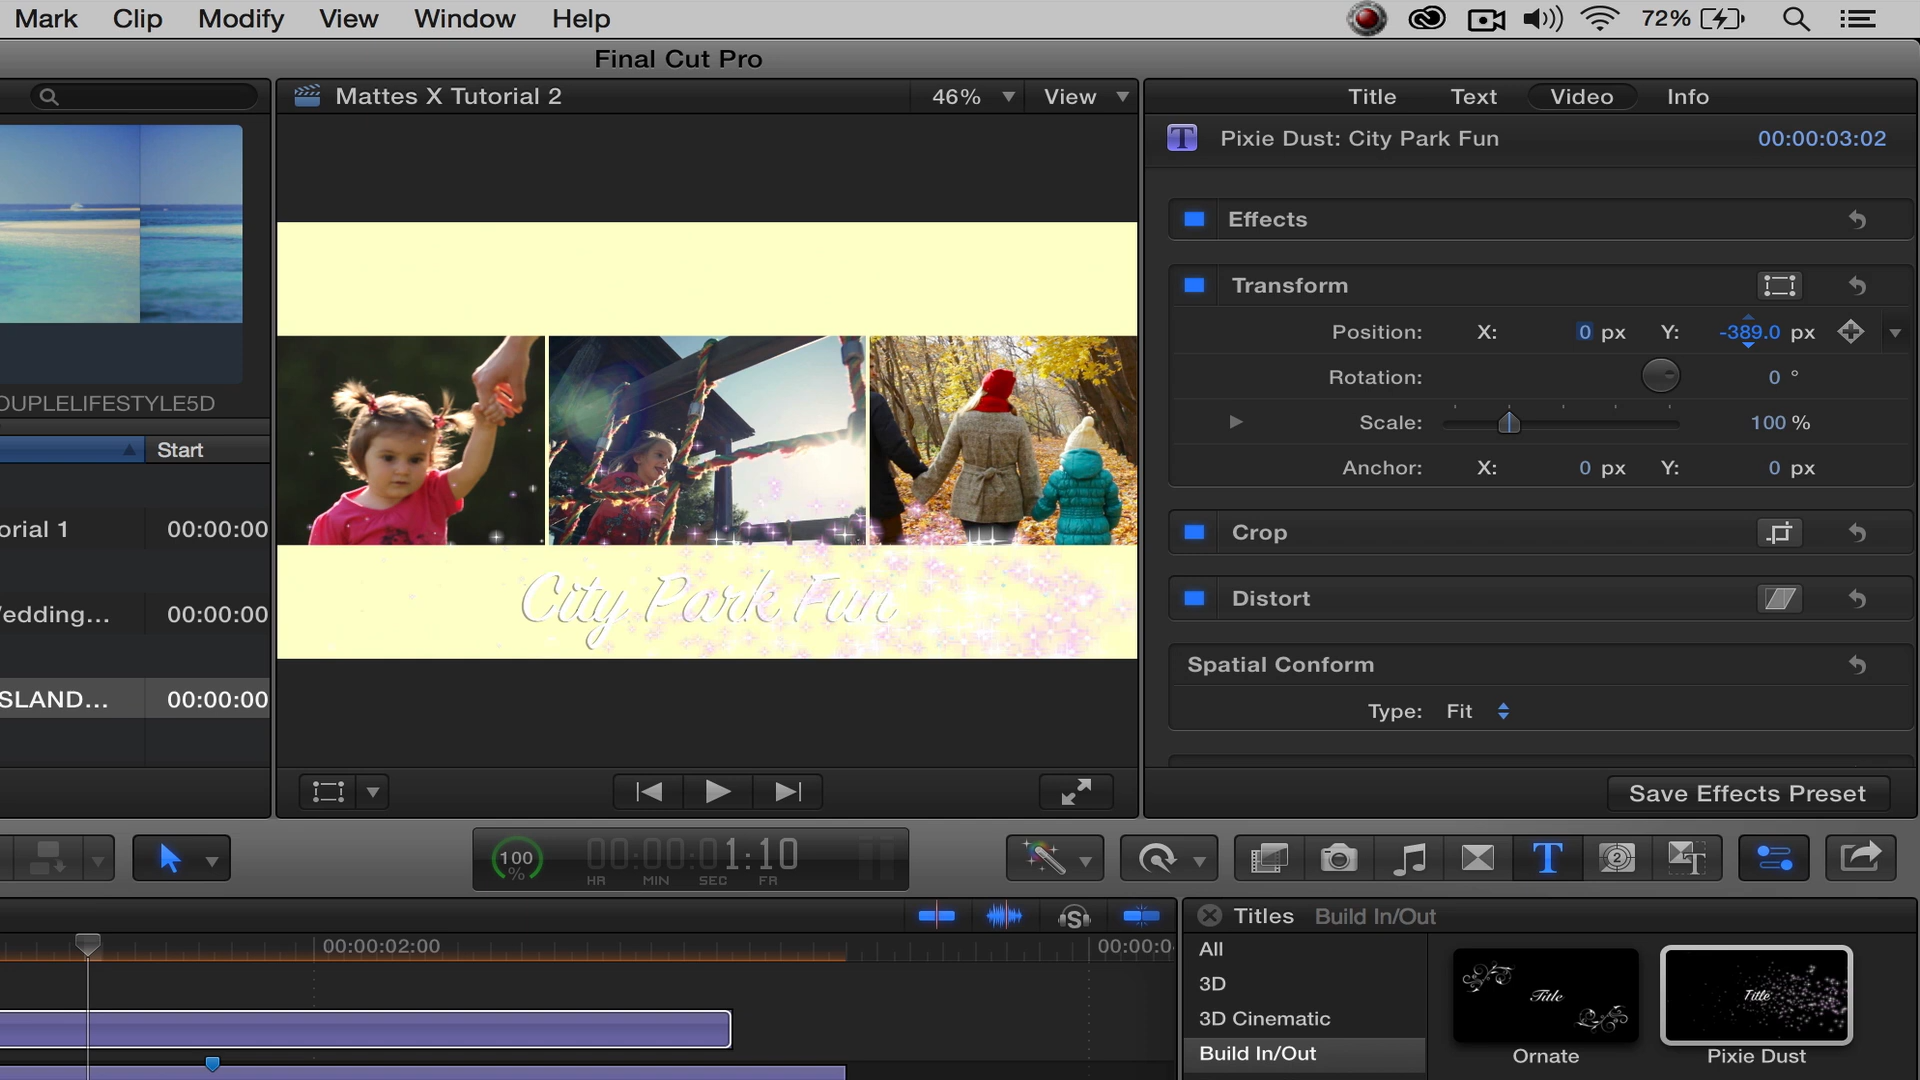 Mark Clip Modify View Window Help 72%
Final Cut Pro
Mattes X Tutorial 2 46% View
Title Text Video Info
Pixie Dust: City Park Fun 00:00:03:02
Effects
Transform
Position: X: 0 px Y: -389.0 px
Rotation: 0 °
Scale: 100 %
Anchor: X: 0 px Y: 0 px
Crop
Distort
Spatial Conform
Type: Fit
Save Effects Preset
OUPLELIFESTYLE5D
Start
orial 1 00:00:00
Wedding... 00:00:00
SLAND... 00:00:00
City Park Fun
100 %
00:00:01:10
HR MIN SEC FR
T
2
T
S
00:00:02:00
00:00:0
Titles Build In/Out
All
3D
3D Cinematic
Build In/Out
Title
Ornate
Title
Pixie Dust